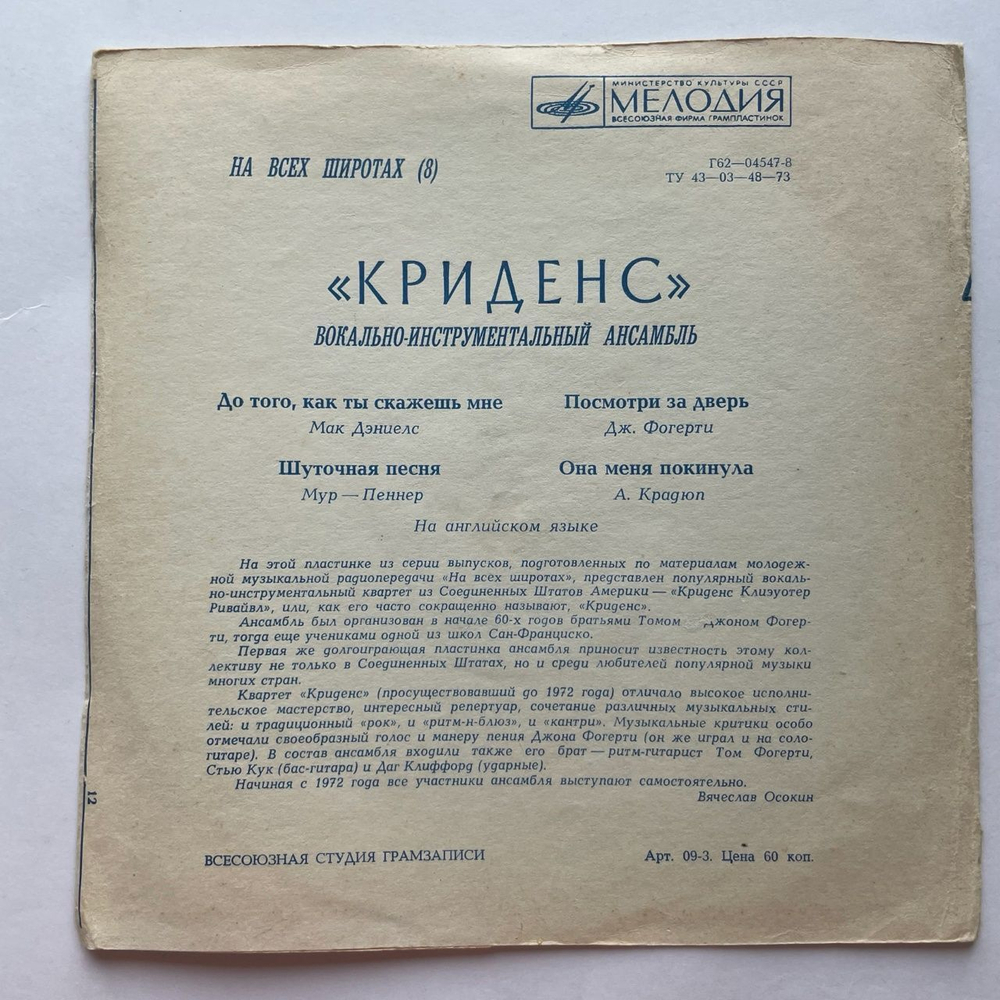 МИНИСТЕРСТВО КУЛЬТУРЫ СССР
МЕЛОДИЯ
ВСЕСОЮЗНАЯ ФИРМА ГРАМПЛАСТИНОК
НА ВСЕХ ШИРОТАХ (8)
Г62—04547-8
ТУ 43—03—48—73
«КРИДЕНС»
ВОКАЛЬНО-ИНСТРУМЕНТАЛЬНЫЙ АНСАМБЛЬ
До того, как ты скажешь мне
Мак Дэниелс
Шуточная песня
Мур — Пеннер
Посмотри за дверь
Дж. Фогерти
Она меня покинула
А. Крадюп
На английском языке
На этой пластинке из серии выпусков, подготовленных по материалам молодеж-
ной музыкальной радиопередачи «На всех широтах», представлен популярный вокаль-
но-инструментальный квартет из Соединенных Штатов Америки — «Криденс Клиэуотер
Ривайвл», или, как его часто сокращенно называют, «Криденс».
Ансамбль был организован в начале 60-х годов братьями Томом Джоном Фогер-
ти, тогда еще учениками одной из школ Сан-Франциско.
Первая же долгоиграющая пластинка ансамбля приносит известность этому кол-
лективу не только в Соединенных Штатах, но и среди любителей популярной музыки
многих стран.
Квартет «Криденс» (просуществовавший до 1972 года) отличало высокое исполни-
тельское мастерство, интересный репертуар, сочетание различных музыкальных сти-
лей: и традиционный «рок», и «ритм-н-блюз», и «кантри». Музыкальные критики особо
отмечали своеобразный голос и манеру пения Джона Фогерти (он же играл и на соло-
гитаре). В состав ансамбля входили также его брат — ритм-гитарист Том Фогерти,
Стью Кук (бас-гитара) и Даг Клиффорд (ударные).
Начиная с 1972 года все участники ансамбля выступают самостоятельно.
Вячеслав Осокин
12
ВСЕСОЮЗНАЯ СТУДИЯ ГРАМЗАПИСИ
Арт. 09-3. Цена 60 коп.